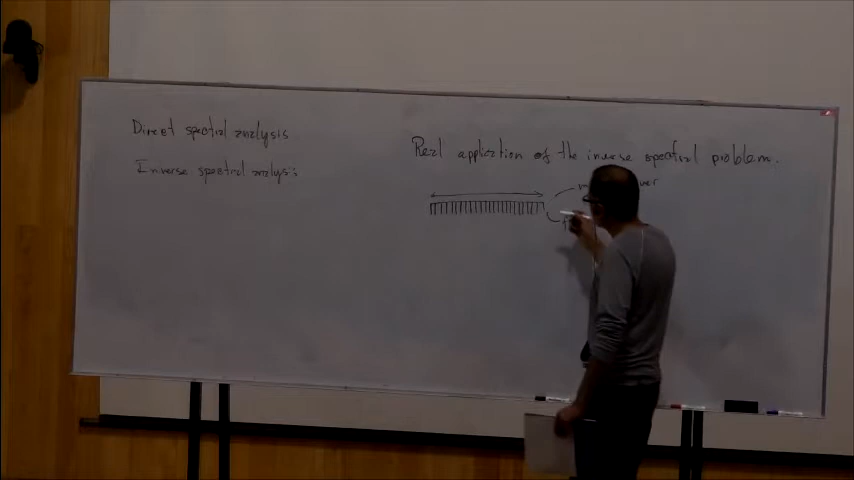 Direct spectral analysis
Inverse spectral analysis
Real application of the inverse spectral problem.